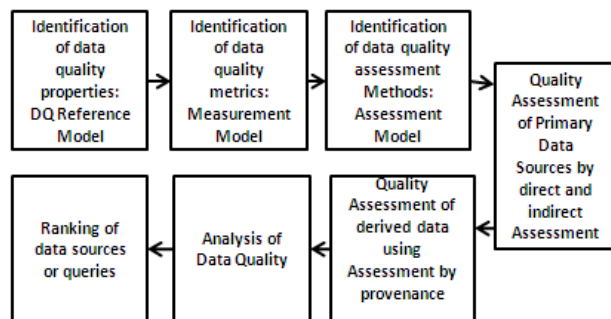 Identification
of data
quality
properties:
DQ Reference
Model
Identification
of data
quality
metrics:
Measurement
Model
Identification
of data quality
assessment
Methods:
Assessment
Model
Quality
Assessment
of Primary
Data
Sources by
direct and
indirect
Assessment
Quality
Assessment of
derived data
using
Assessment by
provenance
Analysis of
Data Quality
Ranking of
data sources
or queries